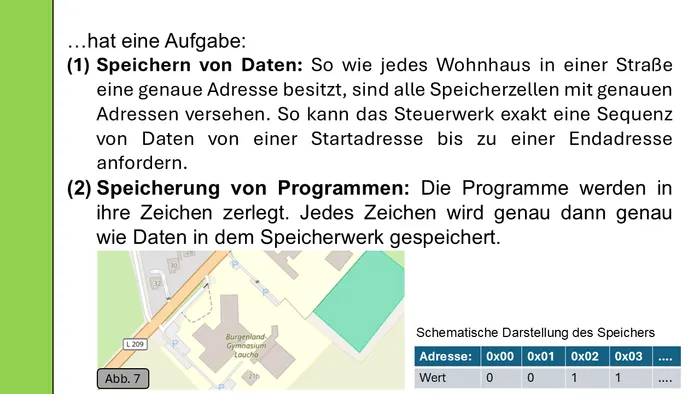 …hat eine Aufgabe:
(1) Speichern von Daten: So wie jedes Wohnhaus in einer Straße
eine genaue Adresse besitzt, sind alle Speicherzellen mit genauen
Adressen versehen. So kann das Steuerwerk exakt eine Sequenz
von Daten von einer Startadresse bis zu einer Endadresse
anfordern.
(2) Speicherung von Programmen: Die Programme werden in
ihre Zeichen zerlegt. Jedes Zeichen wird genau dann genau
wie Daten in dem Speicherwerk gespeichert.
30
32
P
P
L 209
Burgenland-
Gymnasium
Laucha
21b
Abb. 7
Schematische Darstellung des Speichers
Adresse: 0x00 0x01 0x02 0x03 ....
Wert 0 0 1 1 ....